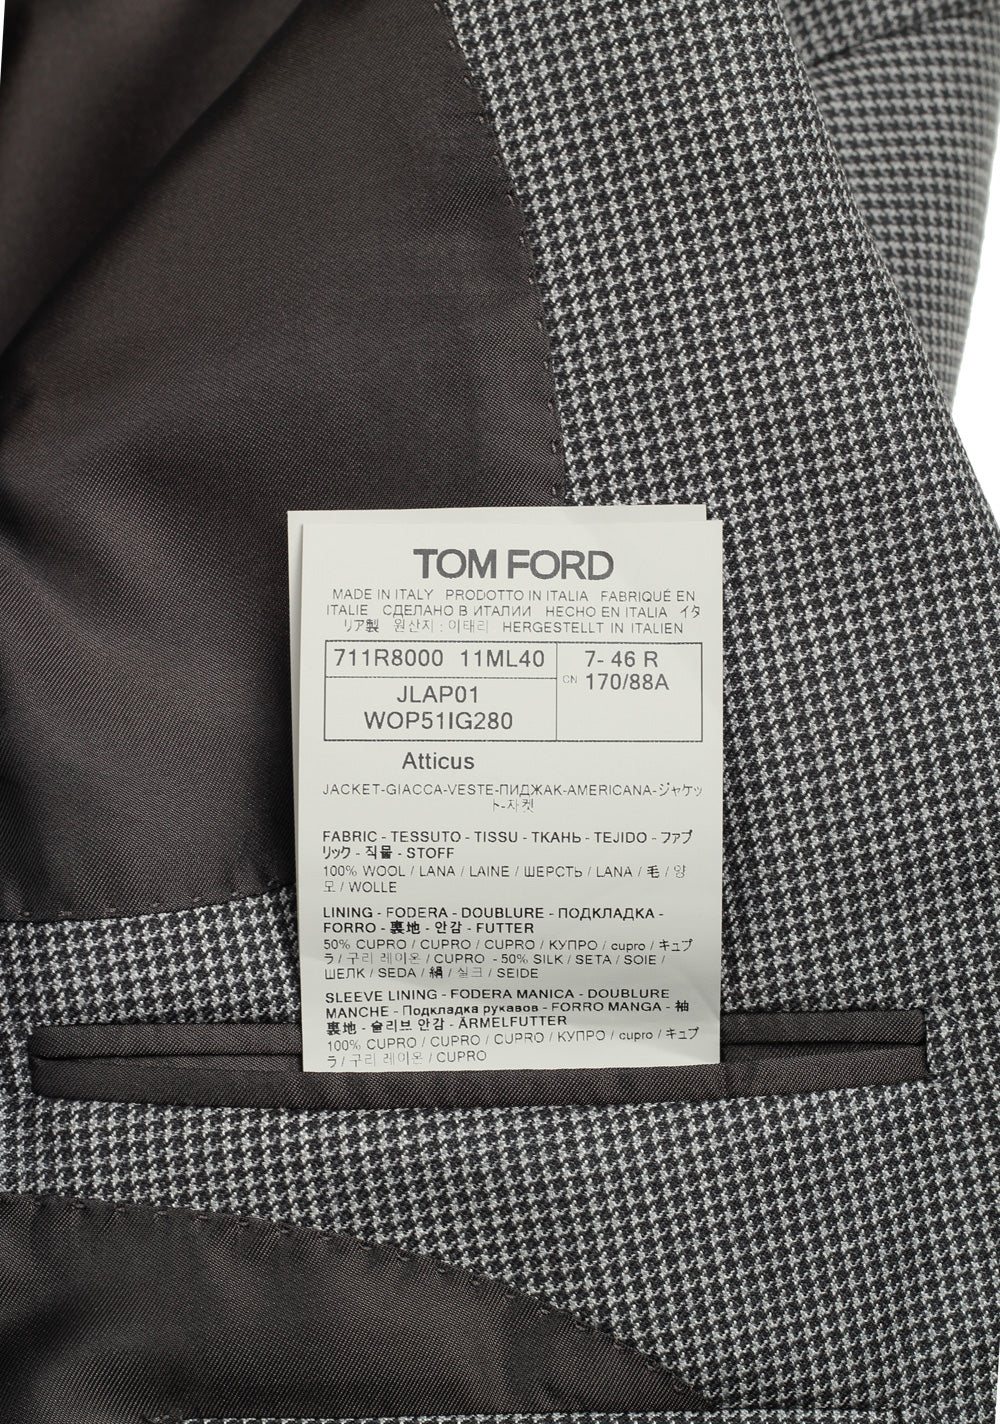 TOM FORD
MADE IN ITALY PRODOTTO IN ITALIA FABRIQUÉ EN
ITALIE СДЕЛАНО В ИТАЛИИ HECHO EN ITALIA イタ
リア製 원산지 : 이태리 HERGESTELLT IN ITALIEN
711R8000 11ML40
7- 46 R
CN 170/88A
JLAP01
WOP51IG280
Atticus
JACKET-GIACCA-VESTE-ПИДЖАК-AMERICANA-ジャケッ
ト-자켓
FABRIC - TESSUTO - TISSU - ТКАНЬ - TEJIDO - ファブ
リック - 직물 - STOFF
100% WOOL / LANA / LAINE / ШЕРСТЬ / LANA / 毛 / 양
모 / WOLLE
LINING - FODERA - DOUBLURE - ПОДКЛАДКА -
FORRO - 裏地 - 안감 - FUTTER
50% CUPRO / CUPRO / CUPRO / КУПРО / cupro / キュプ
ラ / 구리 레이온 / CUPRO - 50% SILK / SETA / SOIE /
ШЕЛК / SEDA / 絹 / 실크 / SEIDE
SLEEVE LINING - FODERA MANICA - DOUBLURE
MANCHE - Подкладка рукавов - FORRO MANGA - 袖
裏地 - 슬리브 안감 - ÄRMELFUTTER
100% CUPRO / CUPRO / CUPRO / КУПРО / cupro / キュプ
ラ / 구리 레이온 / CUPRO